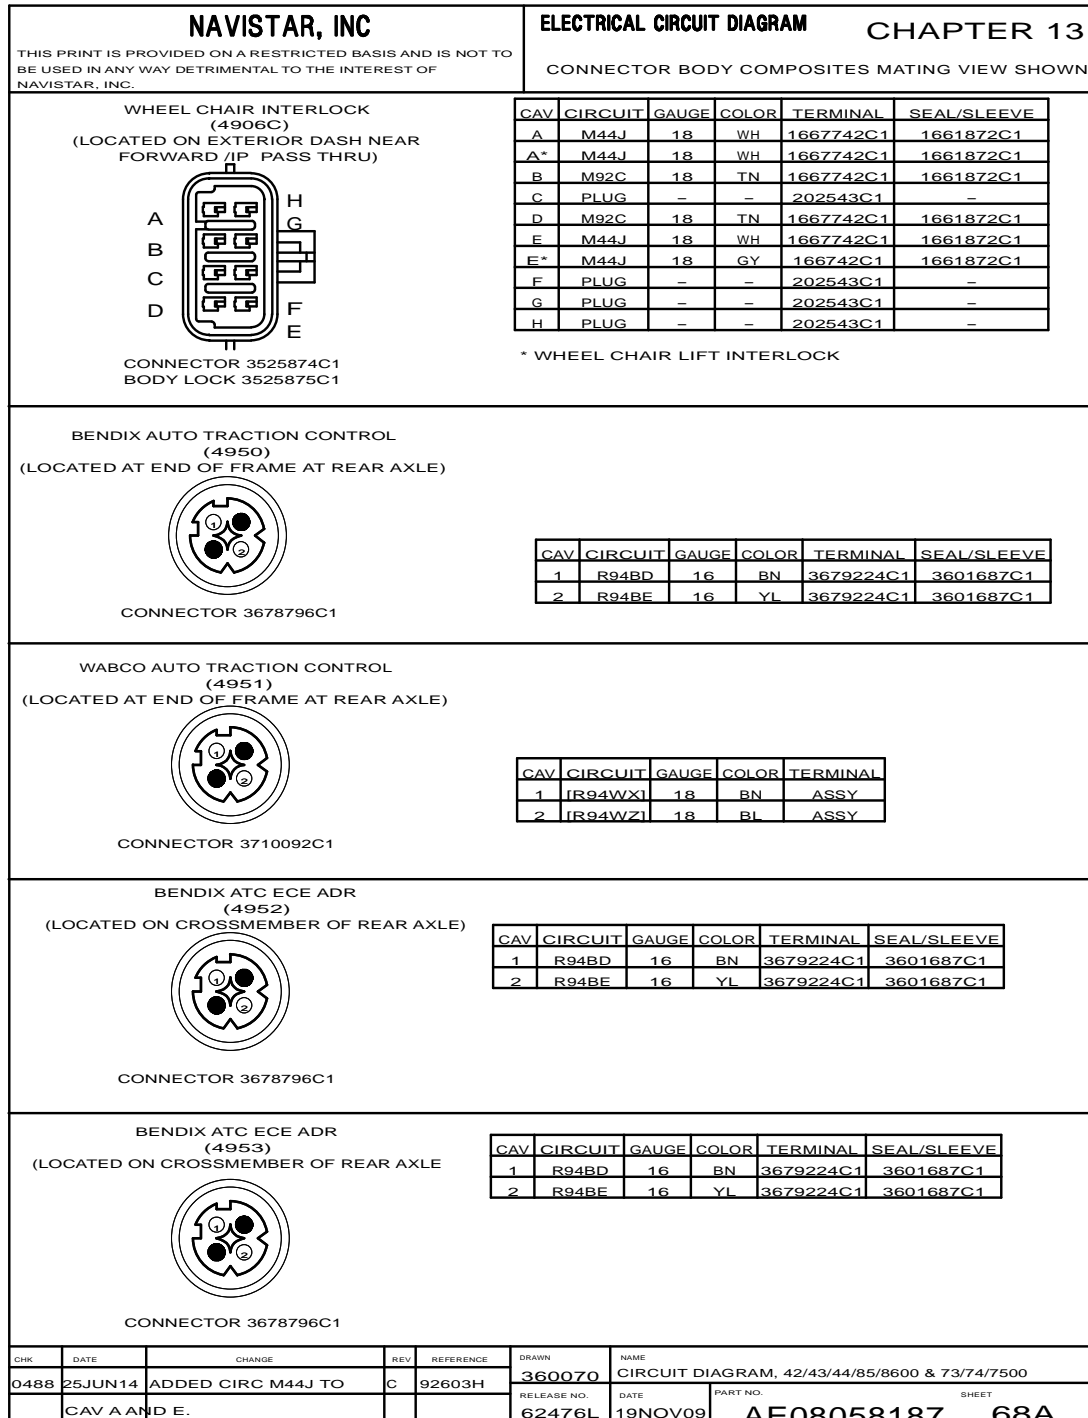 NAVISTAR, INC
THIS PRINT IS PROVIDED ON A RESTRICTED BASIS AND IS NOT TO
BE USED IN ANY WAY DETRIMENTAL TO THE INTEREST OF
NAVISTAR, INC.
ELECTRICAL CIRCUIT DIAGRAM CHAPTER 13
CONNECTOR BODY COMPOSITES MATING VIEW SHOWN
WHEEL CHAIR INTERLOCK
(4906C)
(LOCATED ON EXTERIOR DASH NEAR
FORWARD /IP PASS THRU)
A
B
C
D
H
G
F
E
CONNECTOR 3525874C1
BODY LOCK 3525875C1
CAV CIRCUIT GAUGE COLOR TERMINAL SEAL/SLEEVE
A M44J 18 WH 1667742C1 1661872C1
A* M44J 18 WH 1667742C1 1661872C1
B M92C 18 TN 1667742C1 1661872C1
C PLUG – – 202543C1 –
D M92C 18 TN 1667742C1 1661872C1
E M44J 18 WH 1667742C1 1661872C1
E* M44J 18 GY 166742C1 1661872C1
F PLUG – – 202543C1 –
G PLUG – – 202543C1 –
H PLUG – – 202543C1 –
* WHEEL CHAIR LIFT INTERLOCK
BENDIX AUTO TRACTION CONTROL
(4950)
(LOCATED AT END OF FRAME AT REAR AXLE)
1
2
CONNECTOR 3678796C1
CAV CIRCUIT GAUGE COLOR TERMINAL SEAL/SLEEVE
1 R94BD 16 BN 3679224C1 3601687C1
2 R94BE 16 YL 3679224C1 3601687C1
WABCO AUTO TRACTION CONTROL
(4951)
(LOCATED AT END OF FRAME AT REAR AXLE)
1
2
CONNECTOR 3710092C1
CAV CIRCUIT GAUGE COLOR TERMINAL
1 [R94WX] 18 BN ASSY
2 [R94WZ] 18 BL ASSY
BENDIX ATC ECE ADR
(4952)
(LOCATED ON CROSSMEMBER OF REAR AXLE)
1
2
CONNECTOR 3678796C1
CAV CIRCUIT GAUGE COLOR TERMINAL SEAL/SLEEVE
1 R94BD 16 BN 3679224C1 3601687C1
2 R94BE 16 YL 3679224C1 3601687C1
BENDIX ATC ECE ADR
(4953)
(LOCATED ON CROSSMEMBER OF REAR AXLE
1
2
CONNECTOR 3678796C1
CAV CIRCUIT GAUGE COLOR TERMINAL SEAL/SLEEVE
1 R94BD 16 BN 3679224C1 3601687C1
2 R94BE 16 YL 3679224C1 3601687C1
CHK DATE CHANGE REV REFERENCE
0488 25JUN14 ADDED CIRC M44J TO C 92603H
CAV A AND E.
DRAWN
360070
NAME
CIRCUIT DIAGRAM, 42/43/44/85/8600 & 73/74/7500
RELEASE NO.
62476L
DATE
19NOV09
PART NO.
AE08058187
SHEET
68A